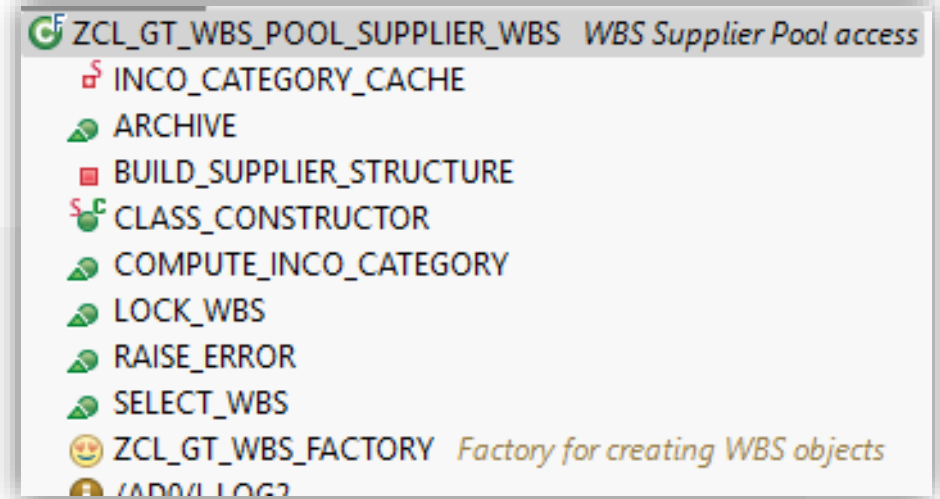 ZCL_GT_WBS_POOL_SUPPLIER_WBS WBS Supplier Pool access
INCO_CATEGORY_CACHE
ARCHIVE
BUILD_SUPPLIER_STRUCTURE
CLASS_CONSTRUCTOR
COMPUTE_INCO_CATEGORY
LOCK_WBS
RAISE_ERROR
SELECT_WBS
ZCL_GT_WBS_FACTORY Factory for creating WBS objects